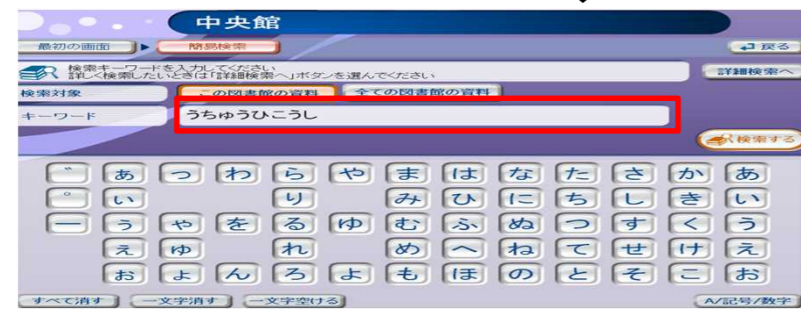 中央館
最初の画面 ▶ 簡易検索 戻る
検索キーワードを入力してください
詳しく検索したいときは「詳細検索へ」ボタンを選んでください 詳細検索へ
検索対象 この図書館の資料 全ての図書館の資料
キーワード うちゆうひこうし
検索する
゛ あ っ わ ら や ま は な た さ か あ
゜ ぃ り み ひ に ち し き い
ー ぅ ゃ を る ゆ む ふ ぬ つ す く う
ぇ ゅ れ め へ ね て せ け え
ぉ ょ ん ろ よ も ほ の と そ こ お
すべて消す 一文字消す 一文字空ける A/記号/数字